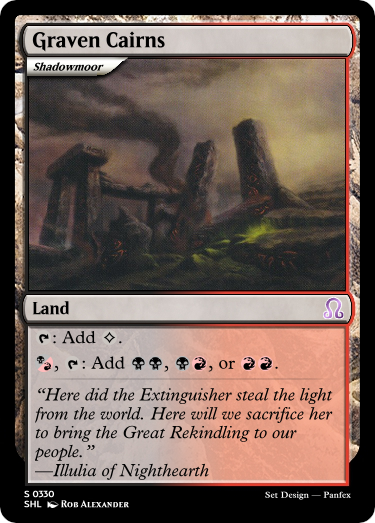 Graven Cairns
Shadowmoor
Land
: Add .
, : Add , , or .
“Here did the Extinguisher steal the light
from the world. Here will we sacrifice her
to bring the Great Rekindling to our
people.”
—Illulia of Nighthearth
S 0330
SHL Rob Alexander
Set Design — Panfex